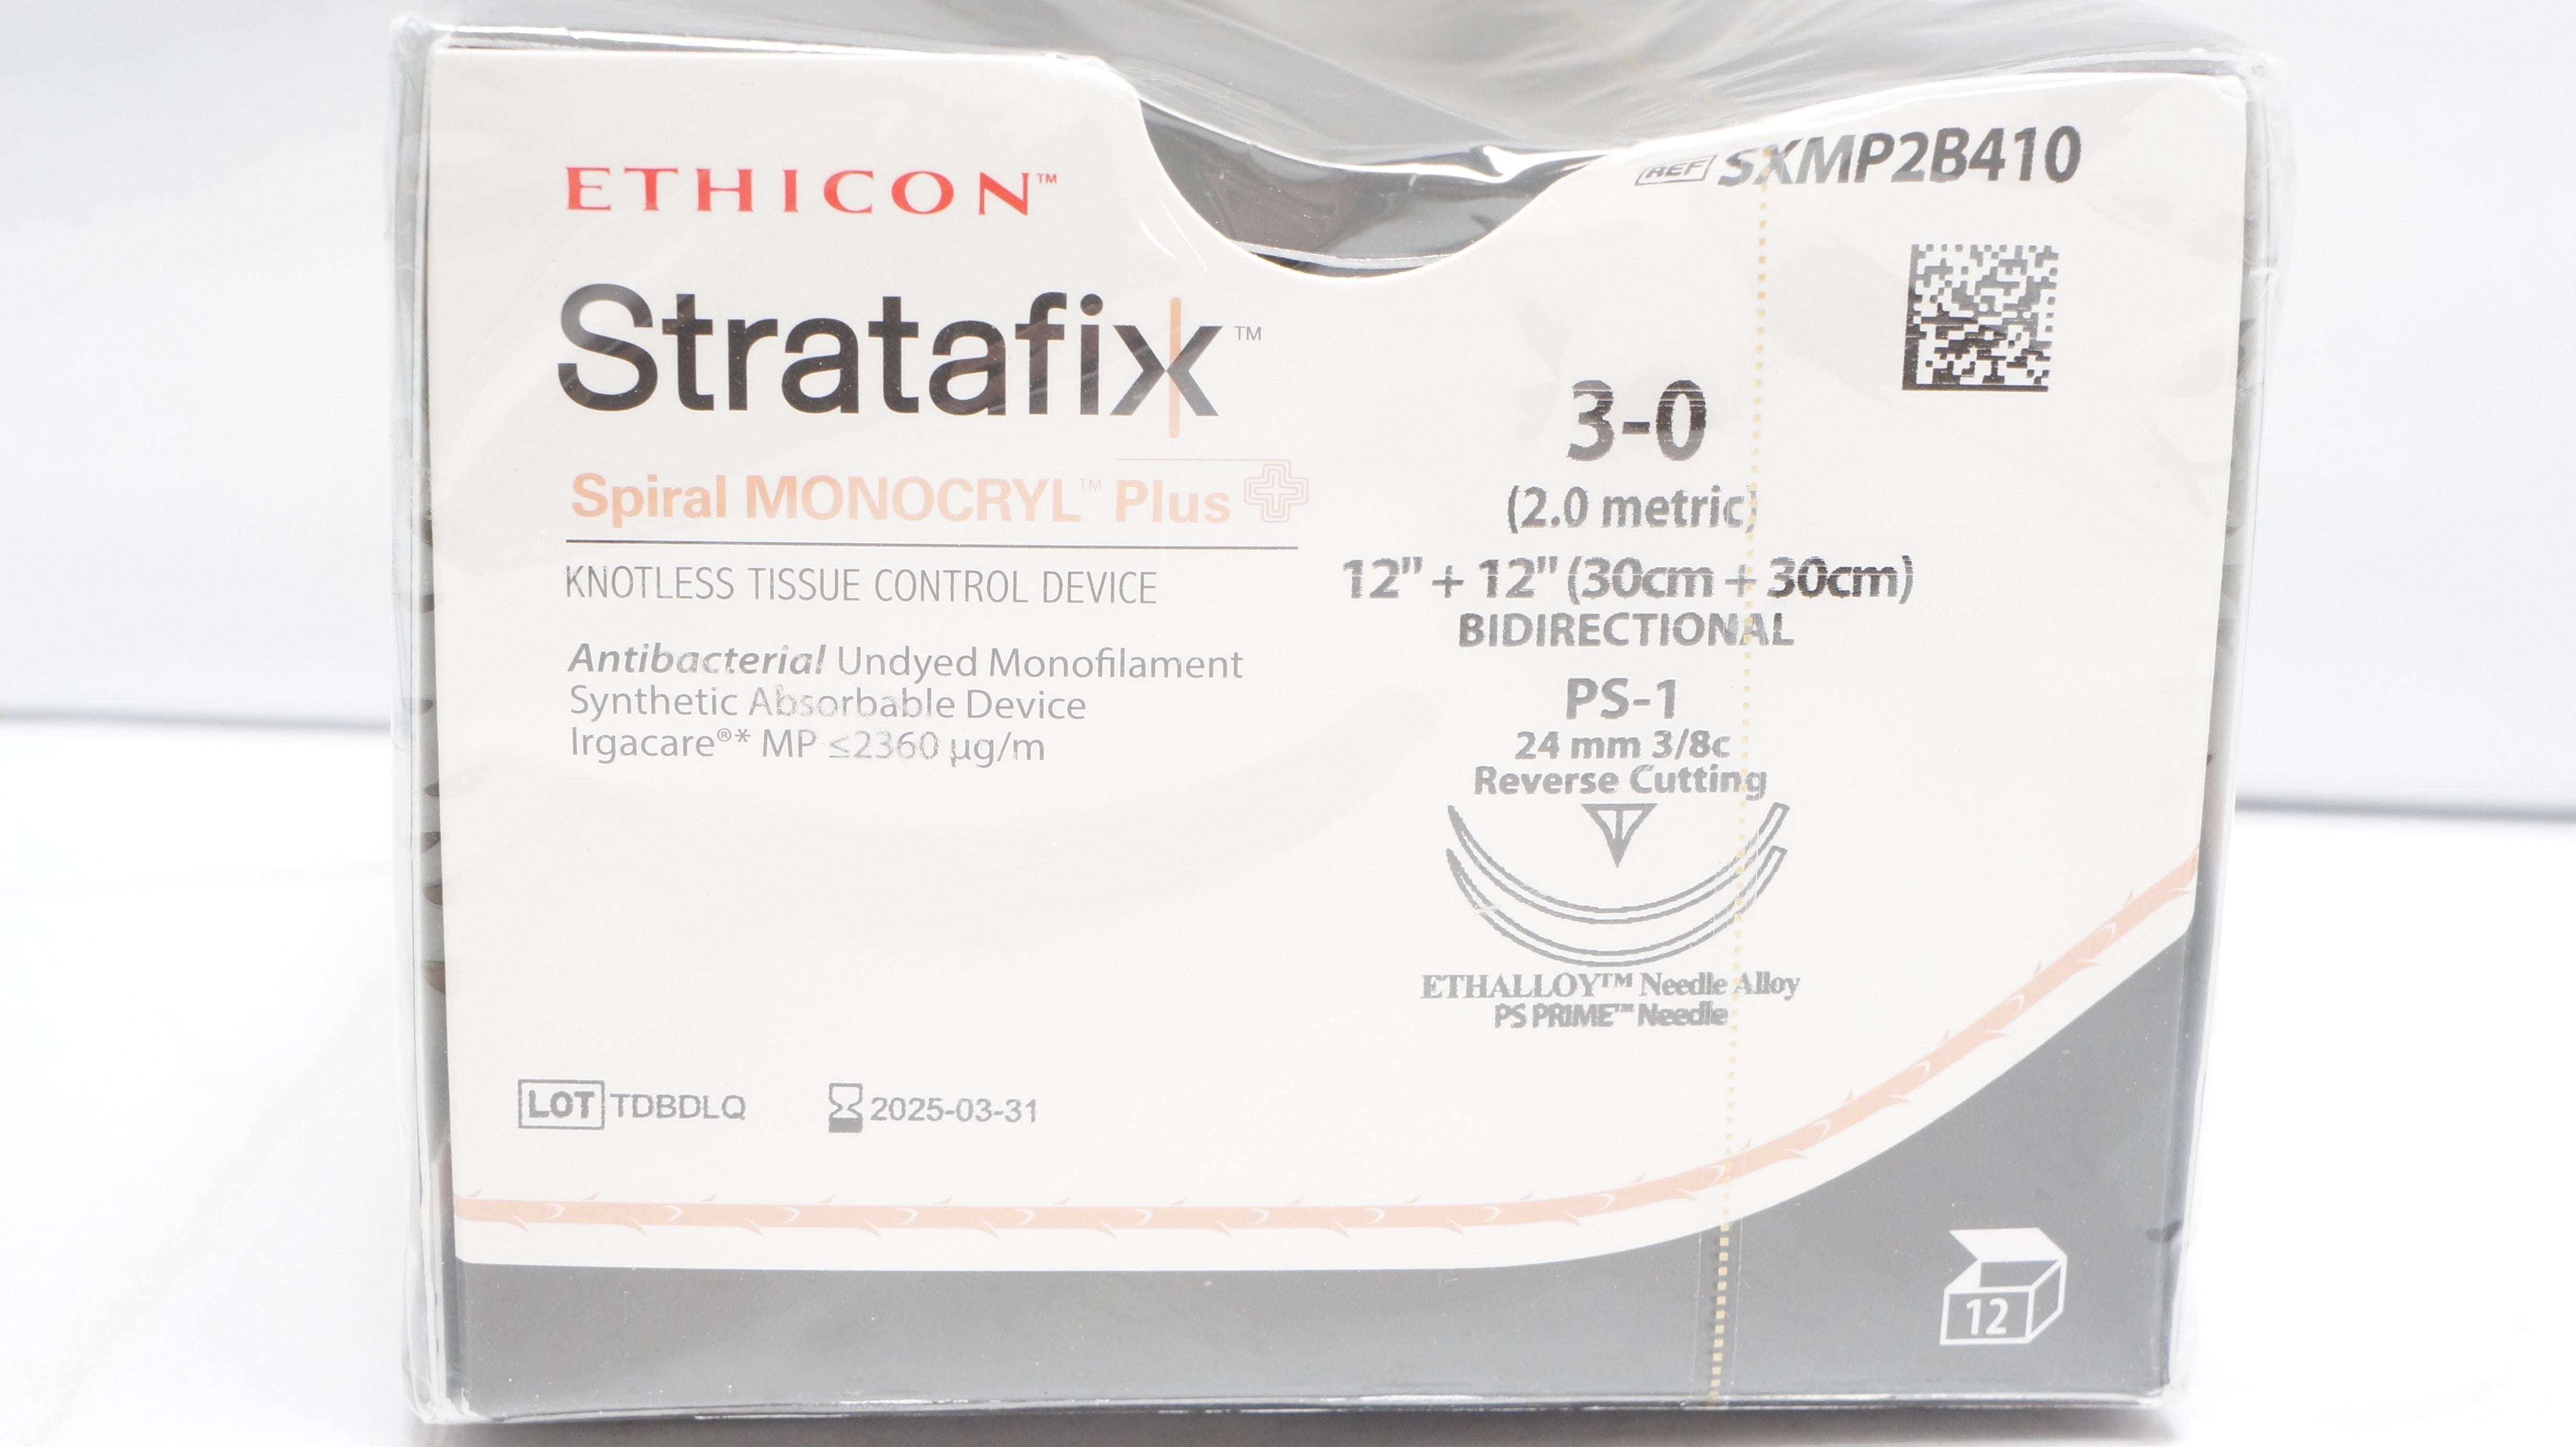 ETHICON™
REF SXMP2B410
Stratafix™
Spiral MONOCRYL™ Plus
KNOTLESS TISSUE CONTROL DEVICE
Antibacterial Undyed Monofilament
Synthetic Absorbable Device
Irgacare®* MP ≤2360 µg/m
3-0
(2.0 metric)
12" + 12" (30cm + 30cm)
BIDIRECTIONAL
PS-1
24 mm 3/8c
Reverse Cutting
ETHALLOY™ Needle Alloy
PS PRIME™ Needle
LOT TDBDLQ
2025-03-31
12